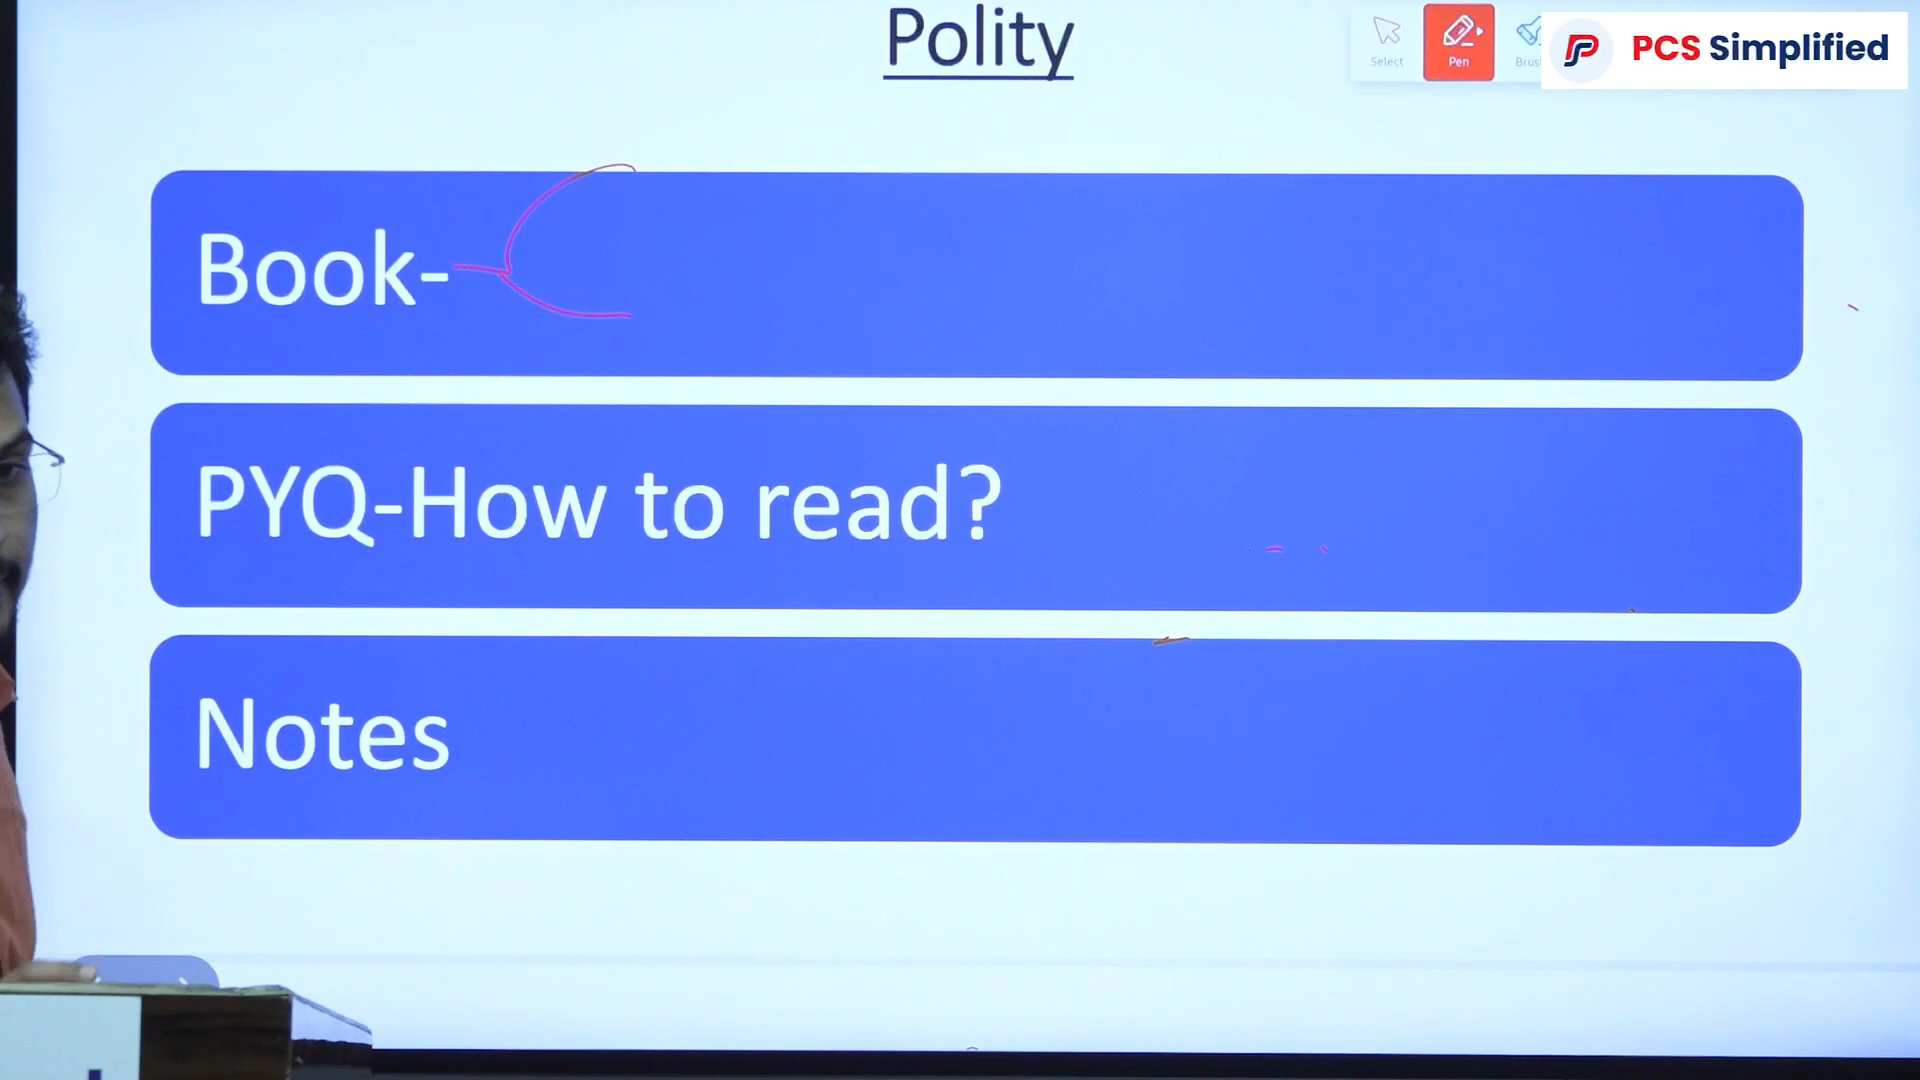 Polity
Select
Pen
PCS Simplified
Book-
PYQ-How to read?
Notes